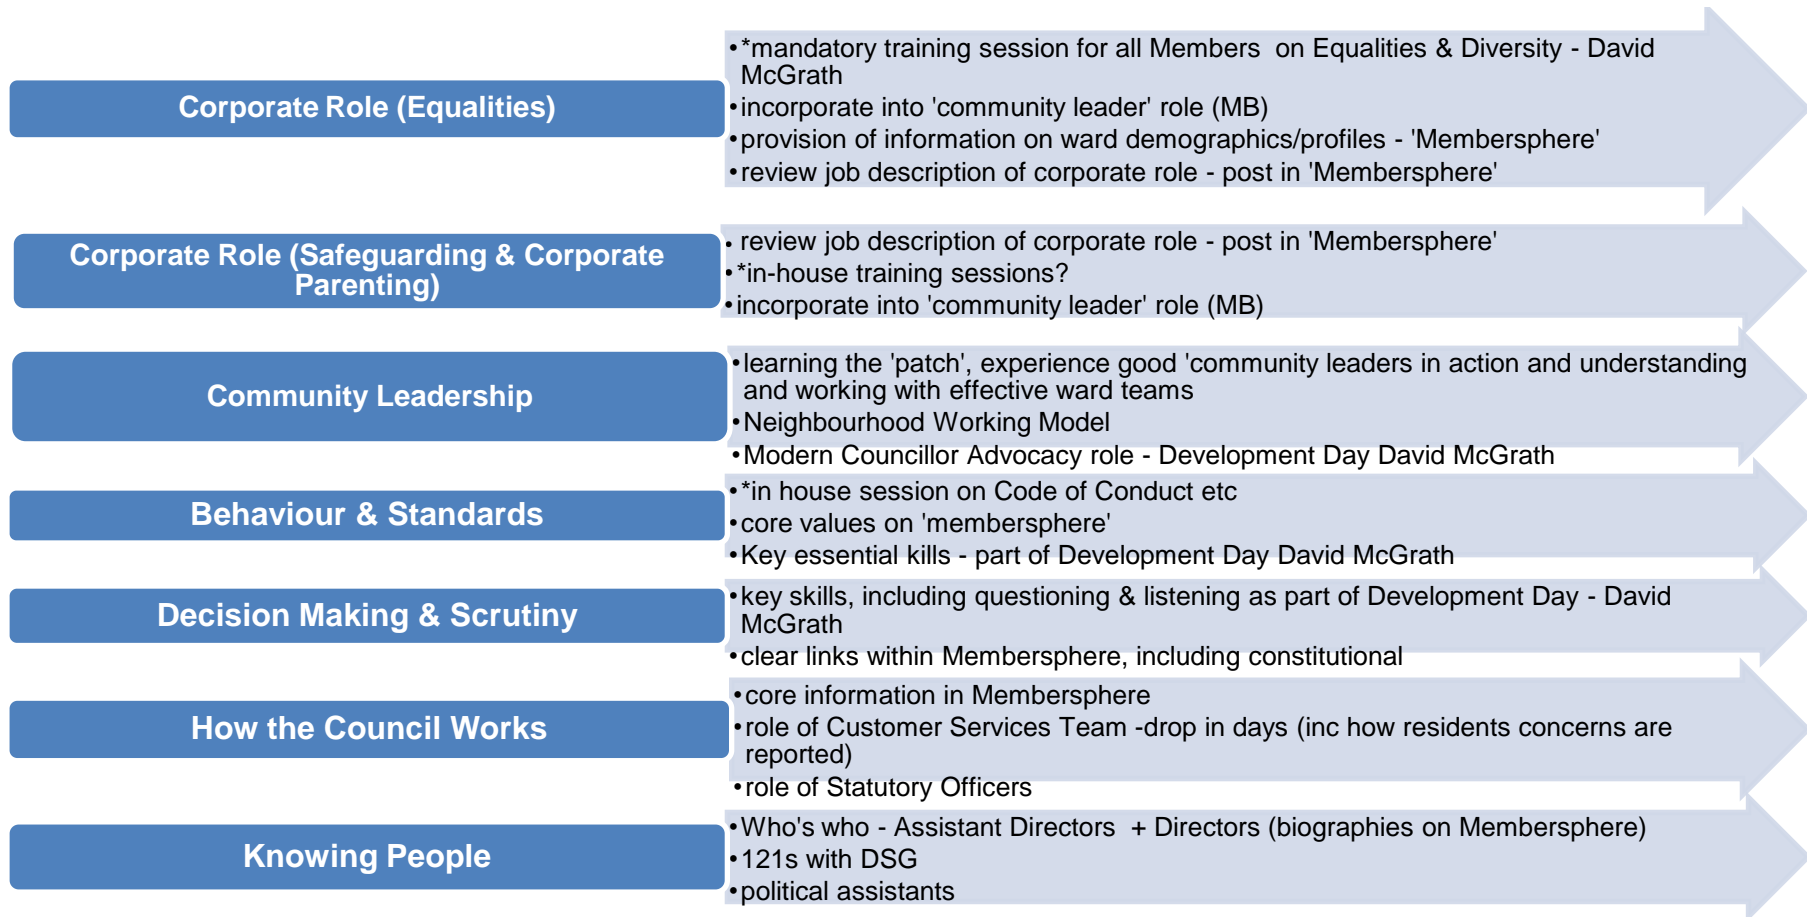 Corporate Role (Equalities)
•*mandatory training session for all Members  on Equalities & Diversity - David
McGrath
•incorporate into 'community leader' role (MB)
•provision of information on ward demographics/profiles - 'Membersphere'
•review job description of corporate role - post in 'Membersphere'
Corporate Role (Safeguarding & Corporate
Parenting)
• review job description of corporate role - post in 'Membersphere'
•*in-house training sessions?
•incorporate into 'community leader' role (MB)
Community Leadership
•learning the 'patch', experience good 'community leaders in action and understanding
and working with effective ward teams
•Neighbourhood Working Model
•Modern Councillor Advocacy role - Development Day David McGrath
Behaviour & Standards
•*in house session on Code of Conduct etc
•core values on 'membersphere'
•Key essential kills - part of Development Day David McGrath
Decision Making & Scrutiny
•key skills, including questioning & listening as part of Development Day - David
McGrath
•clear links within Membersphere, including constitutional
How the Council Works
•core information in Membersphere
•role of Customer Services Team -drop in days (inc how residents concerns are
reported)
•role of Statutory Officers
Knowing People
•Who's who - Assistant Directors  + Directors (biographies on Membersphere)
•121s with DSG
•political assistants